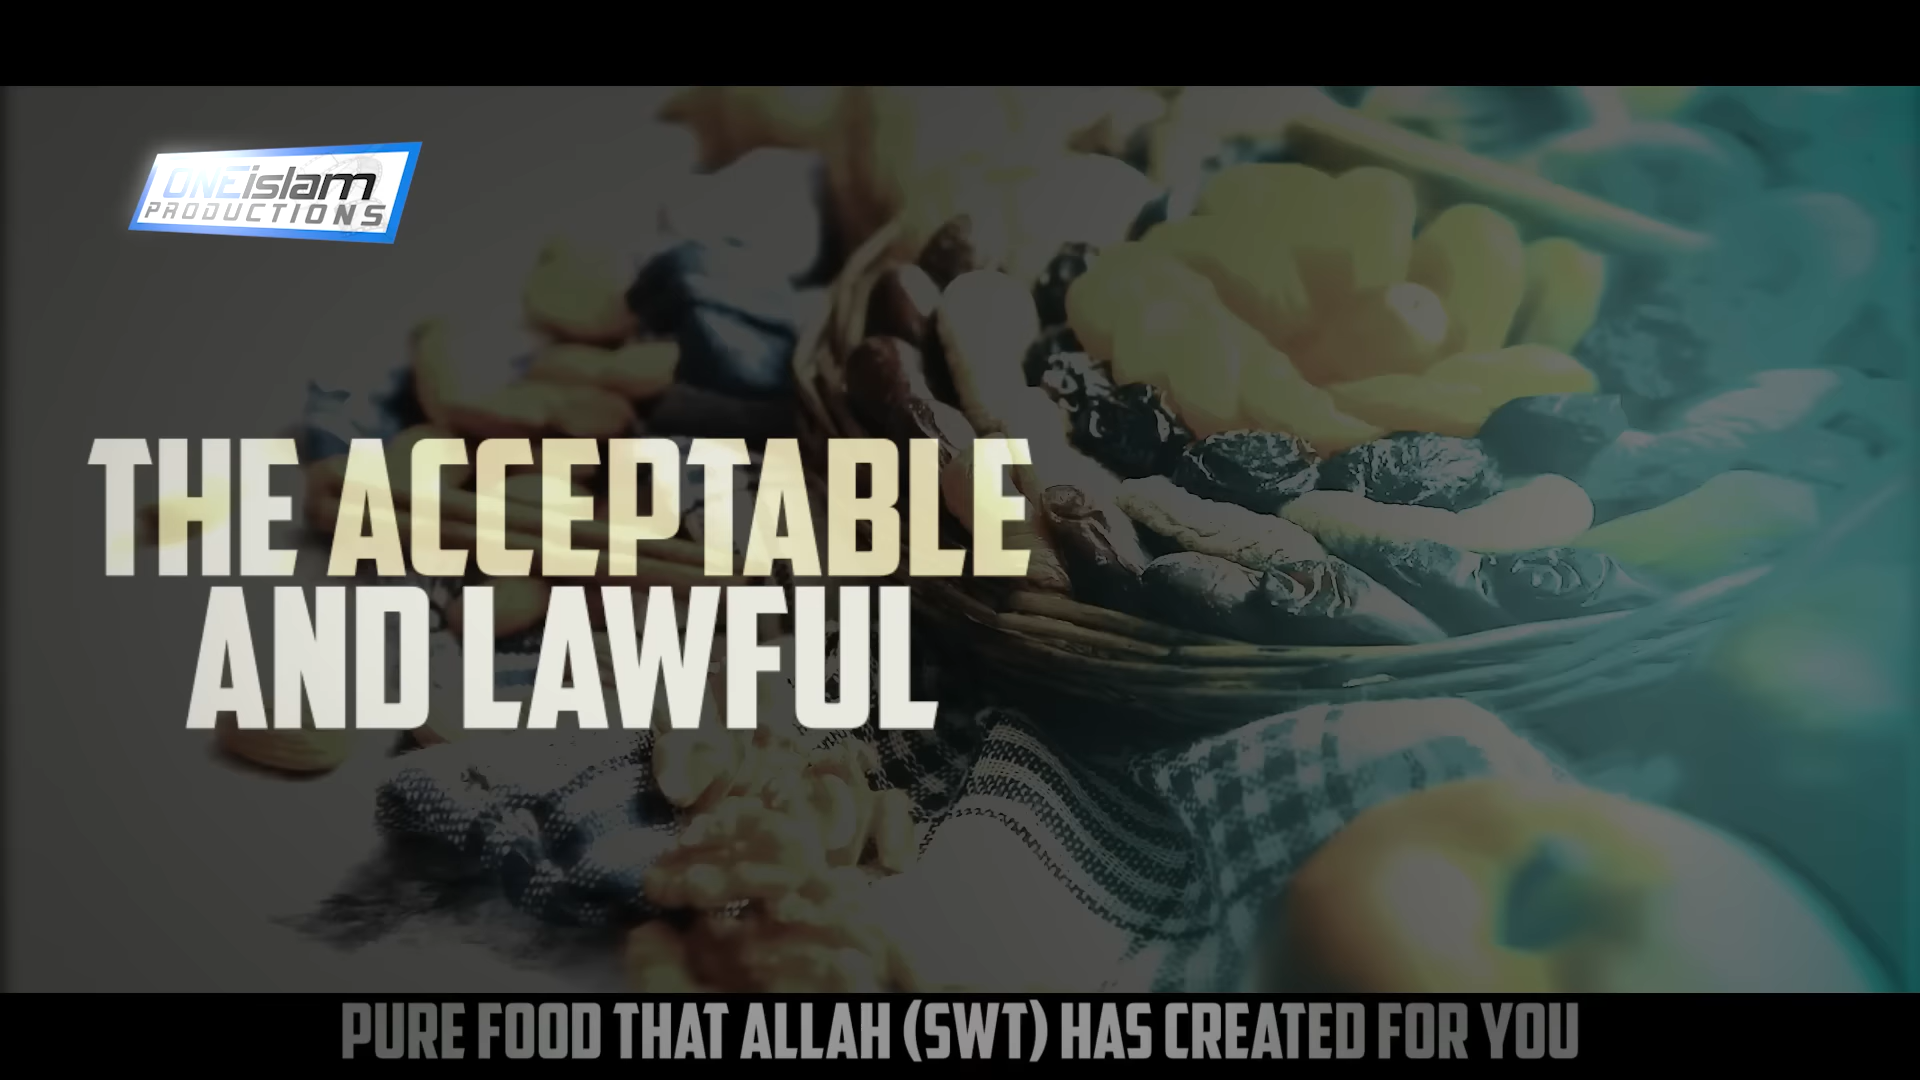 ONEislam
PRODUCTIONS
THE ACCEPTABLE
AND LAWFUL
PURE FOOD THAT ALLAH (SWT) HAS CREATED FOR YOU